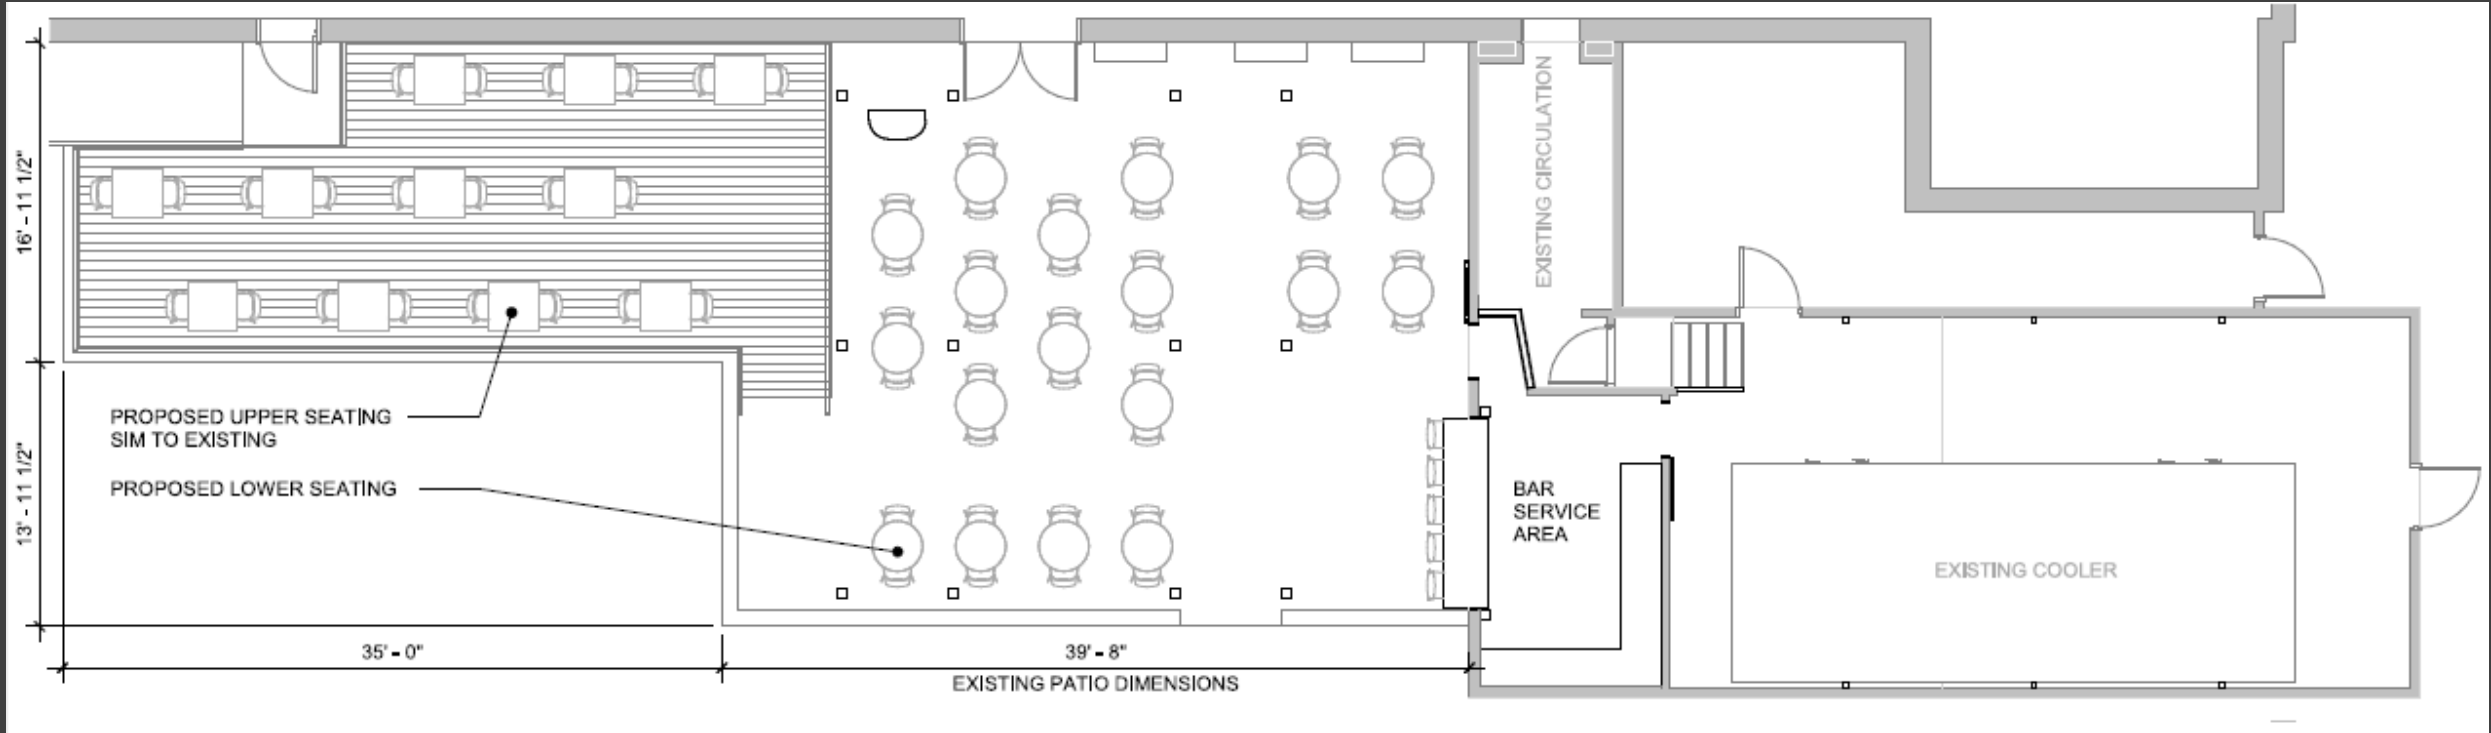 EXISTING CIRCULATION
16' - 11 1/2"
PROPOSED UPPER SEATING
SIM TO EXISTING
PROPOSED LOWER SEATING
13' - 11 1/2"
BAR
SERVICE
AREA
EXISTING COOLER
35' - 0"
39' - 8"
EXISTING PATIO DIMENSIONS